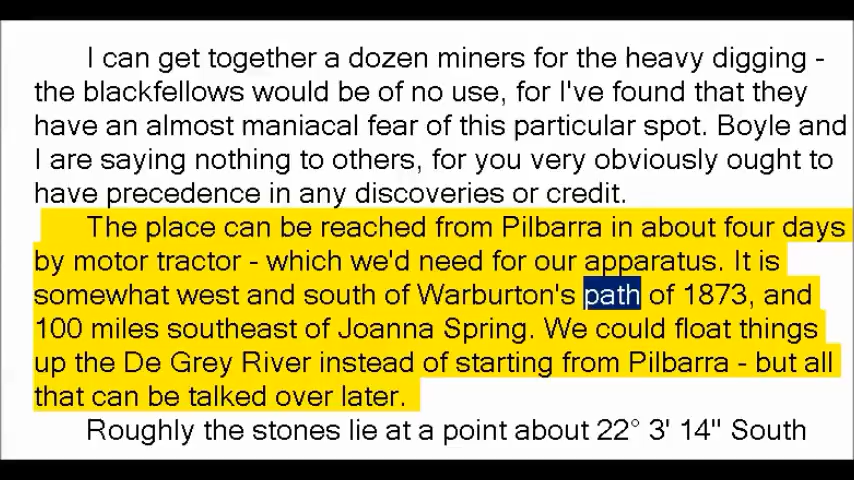 I can get together a dozen miners for the heavy digging -
the blackfellows would be of no use, for I've found that they
have an almost maniacal fear of this particular spot. Boyle and
I are saying nothing to others, for you very obviously ought to
have precedence in any discoveries or credit.
The place can be reached from Pilbarra in about four days
by motor tractor - which we'd need for our apparatus. It is
somewhat west and south of Warburton's path of 1873, and
100 miles southeast of Joanna Spring. We could float things
up the De Grey River instead of starting from Pilbarra - but all
that can be talked over later.
Roughly the stones lie at a point about 22° 3' 14" South